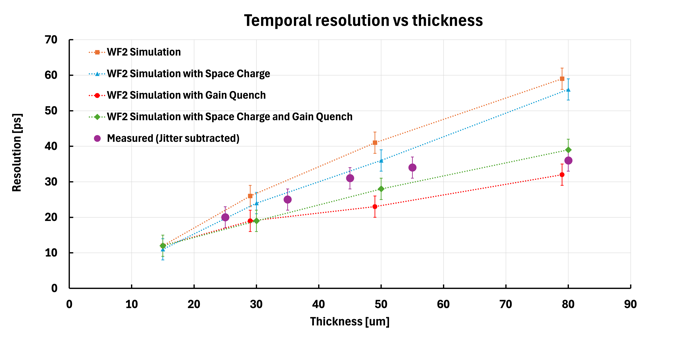 Temporal resolution vs thickness
70
60
50
40
30
20
10
0
Resolution [ps]
WF2 Simulation
WF2 Simulation with Space Charge
WF2 Simulation with Gain Quench
WF2 Simulation with Space Charge and Gain Quench
Measured (Jitter subtracted)
0 10 20 30 40 50 60 70 80 90
Thickness [um]